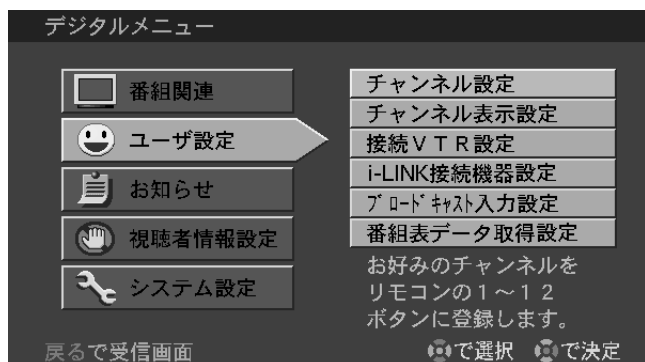 デジタルメニュー
番組関連
ユーザ設定
お知らせ
視聴者情報設定
システム設定
チャンネル設定
チャンネル表示設定
接続ＶＴＲ設定
i-LINK接続機器設定
ﾌﾞﾛｰﾄﾞｷｬｽﾄ入力設定
番組表データ取得設定
お好みのチャンネルを
リモコンの１～１２
ボタンに登録します。
戻るで受信画面
で選択 で決定